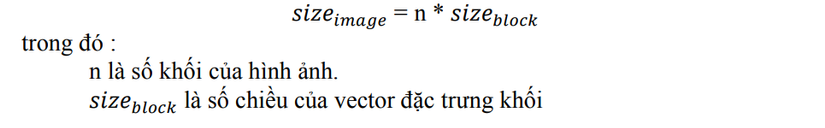 size_image = n * size_block
trong đó :
n là số khối của hình ảnh.
size_block là số chiều của vector đặc trưng khối